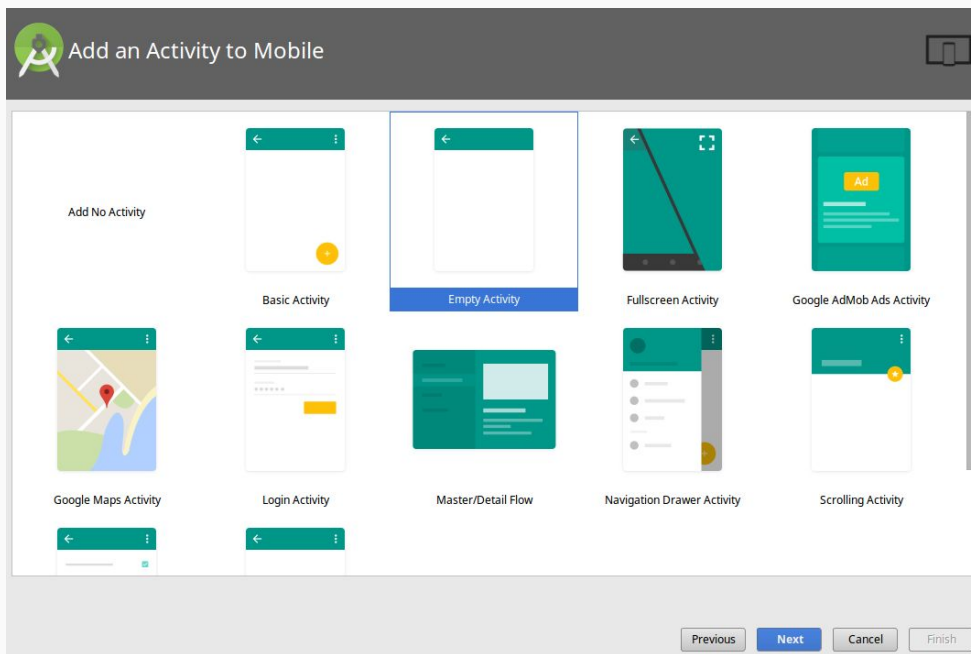 Add an Activity to Mobile
Add No Activity
Ad
Basic Activity
Empty Activity
Fullscreen Activity
Google AdMob Ads Activity
Google Maps Activity
Login Activity
Master/Detail Flow
Navigation Drawer Activity
Scrolling Activity
Previous
Next
Cancel
Finish